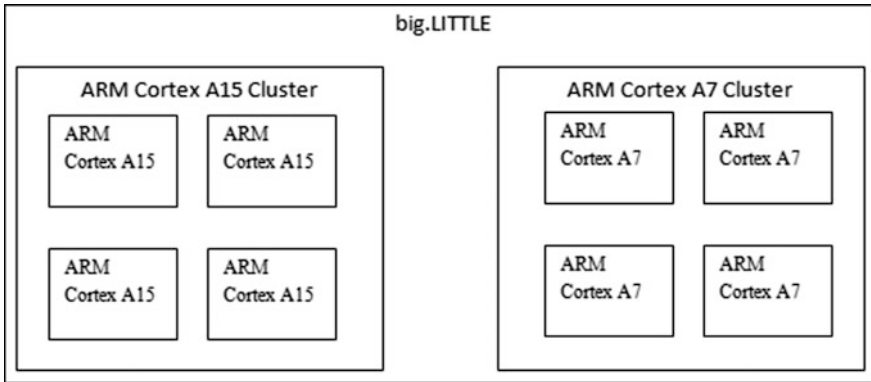 big.LITTLE
ARM Cortex A15 Cluster
ARM
Cortex A15
ARM
Cortex A15
ARM
Cortex A15
ARM
Cortex A15
ARM Cortex A7 Cluster
ARM
Cortex A7
ARM
Cortex A7
ARM
Cortex A7
ARM
Cortex A7